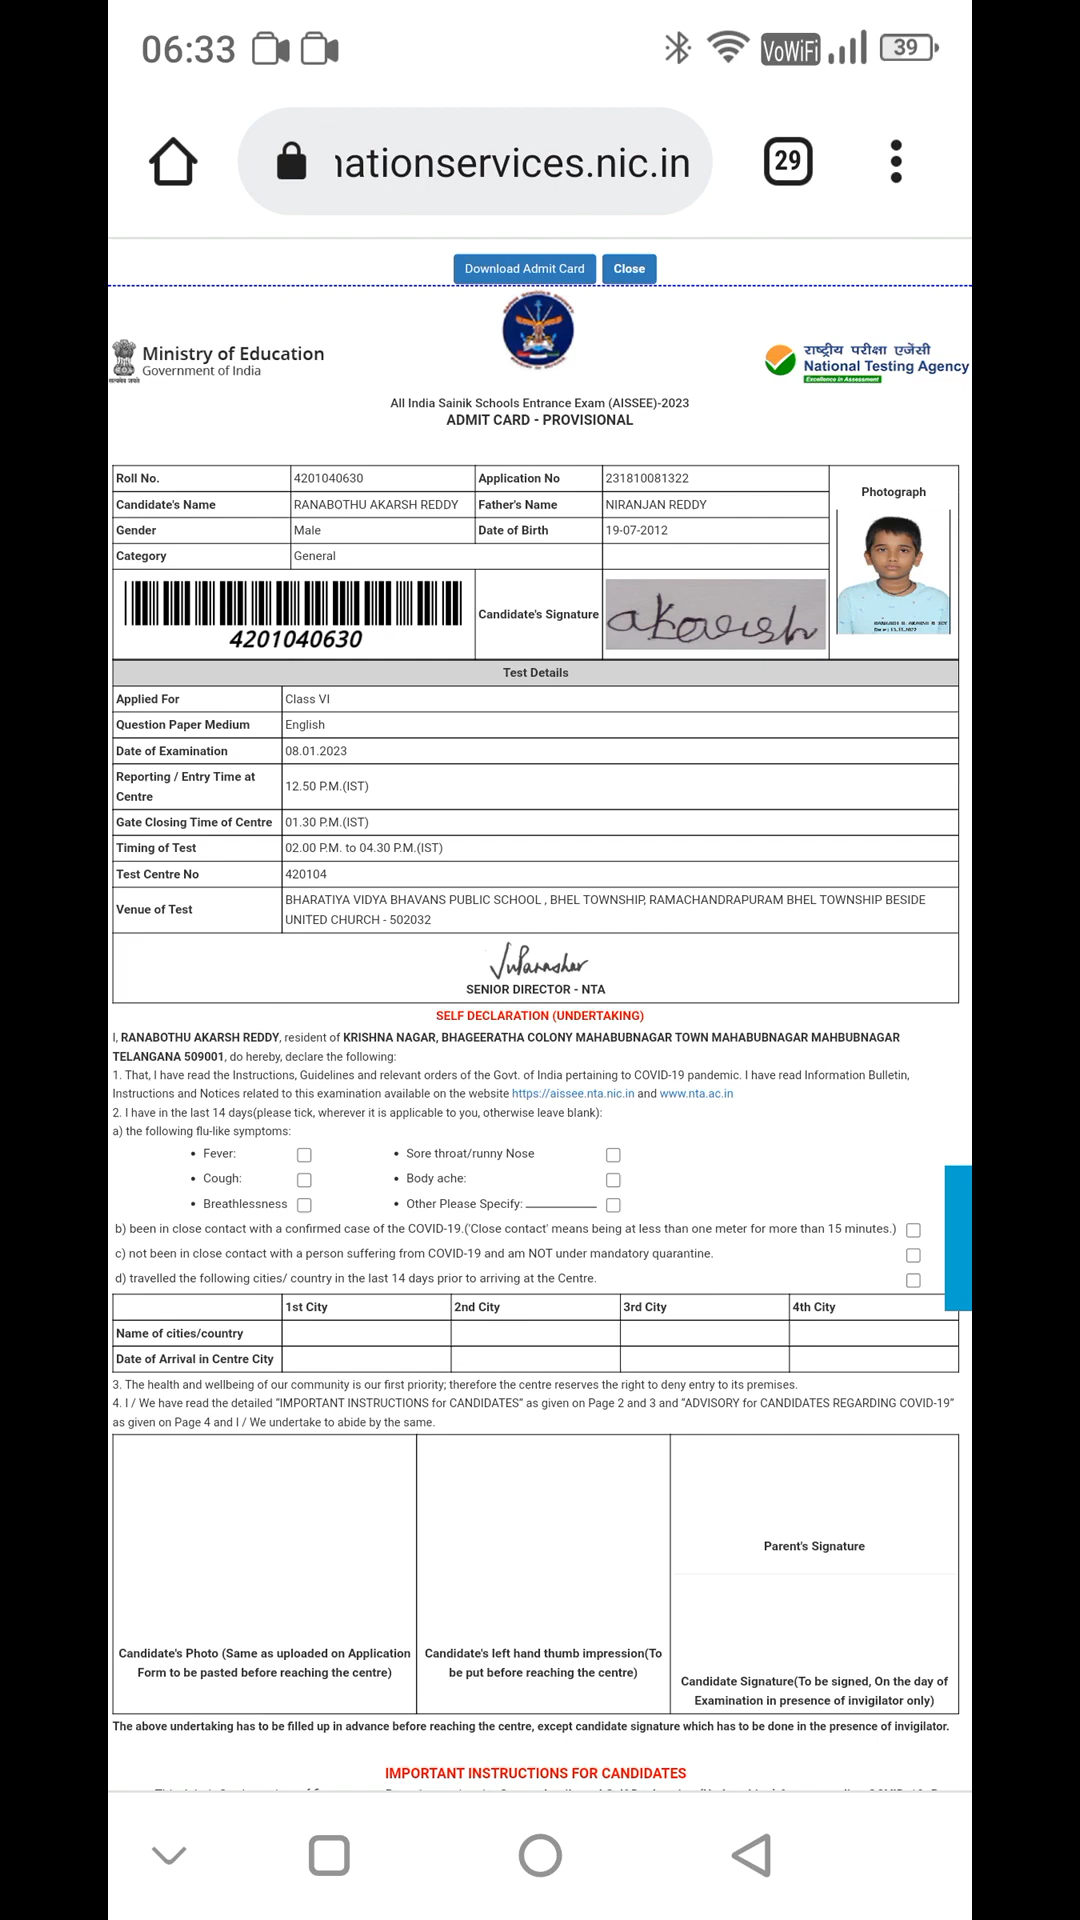 06:33
VoWiFi
39
nationservices.nic.in
29
Download Admit Card
Close
Ministry of Education
Government of India
राष्ट्रीय परीक्षा एजेंसी
National Testing Agency
Excellence in Assessment
All India Sainik Schools Entrance Exam (AISSEE)-2023
ADMIT CARD - PROVISIONAL
Roll No. 4201040630 Application No 231810081322
Photograph
Candidate's Name RANABOTHU AKARSH REDDY Father's Name NIRANJAN REDDY
Gender Male Date of Birth 19-07-2012
Category General
4201040630
Candidate's Signature
akarsh
Test Details
Applied For Class VI
Question Paper Medium English
Date of Examination 08.01.2023
Reporting / Entry Time at
Centre
12.50 P.M.(IST)
Gate Closing Time of Centre 01.30 P.M.(IST)
Timing of Test 02.00 P.M. to 04.30 P.M.(IST)
Test Centre No 420104
Venue of Test
BHARATIYA VIDYA BHAVANS PUBLIC SCHOOL , BHEL TOWNSHIP, RAMACHANDRAPURAM BHEL TOWNSHIP BESIDE
UNITED CHURCH - 502032
SENIOR DIRECTOR - NTA
SELF DECLARATION (UNDERTAKING)
I, RANABOTHU AKARSH REDDY, resident of KRISHNA NAGAR, BHAGEERATHA COLONY MAHABUBNAGAR TOWN MAHABUBNAGAR MAHBUBNAGAR
TELANGANA 509001, do hereby, declare the following:
1. That, I have read the Instructions, Guidelines and relevant orders of the Govt. of India pertaining to COVID-19 pandemic. I have read Information Bulletin,
Instructions and Notices related to this examination available on the website https://aissee.nta.nic.in and www.nta.ac.in
2. I have in the last 14 days(please tick, wherever it is applicable to you, otherwise leave blank):
a) the following flu-like symptoms:
• Fever: • Sore throat/runny Nose
• Cough: • Body ache:
• Breathlessness • Other Please Specify:
b) been in close contact with a confirmed case of the COVID-19.('Close contact' means being at less than one meter for more than 15 minutes.)
c) not been in close contact with a person suffering from COVID-19 and am NOT under mandatory quarantine.
d) travelled the following cities/ country in the last 14 days prior to arriving at the Centre.
1st City 2nd City 3rd City 4th City
Name of cities/country
Date of Arrival in Centre City
3. The health and wellbeing of our community is our first priority; therefore the centre reserves the right to deny entry to its premises.
4. I / We have read the detailed "IMPORTANT INSTRUCTIONS for CANDIDATES" as given on Page 2 and 3 and "ADVISORY for CANDIDATES REGARDING COVID-19"
as given on Page 4 and I / We undertake to abide by the same.
Parent's Signature
Candidate's Photo (Same as uploaded on Application
Form to be pasted before reaching the centre)
Candidate's left hand thumb impression(To
be put before reaching the centre)
Candidate Signature(To be signed, On the day of
Examination in presence of invigilator only)
The above undertaking has to be filled up in advance before reaching the centre, except candidate signature which has to be done in the presence of invigilator.
IMPORTANT INSTRUCTIONS FOR CANDIDATES